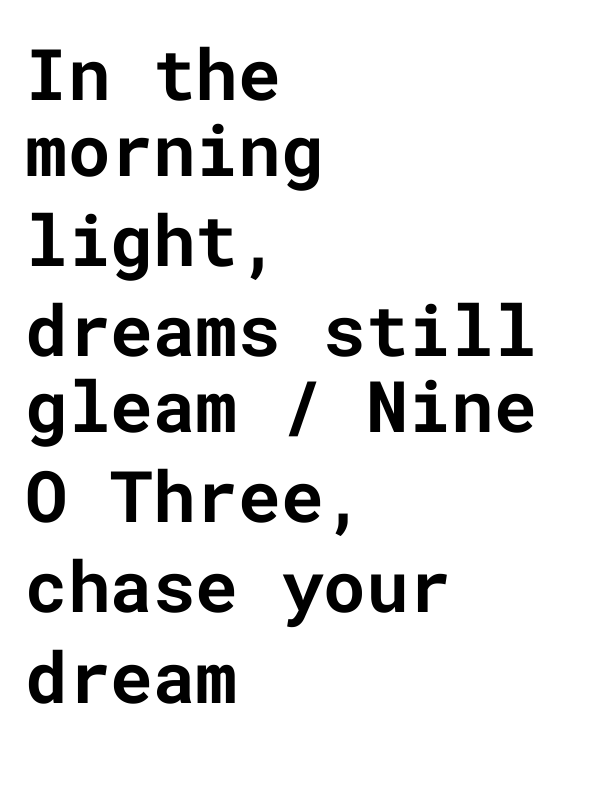 In the
morning
light,
dreams still
gleam / Nine
O Three,
chase your
dream